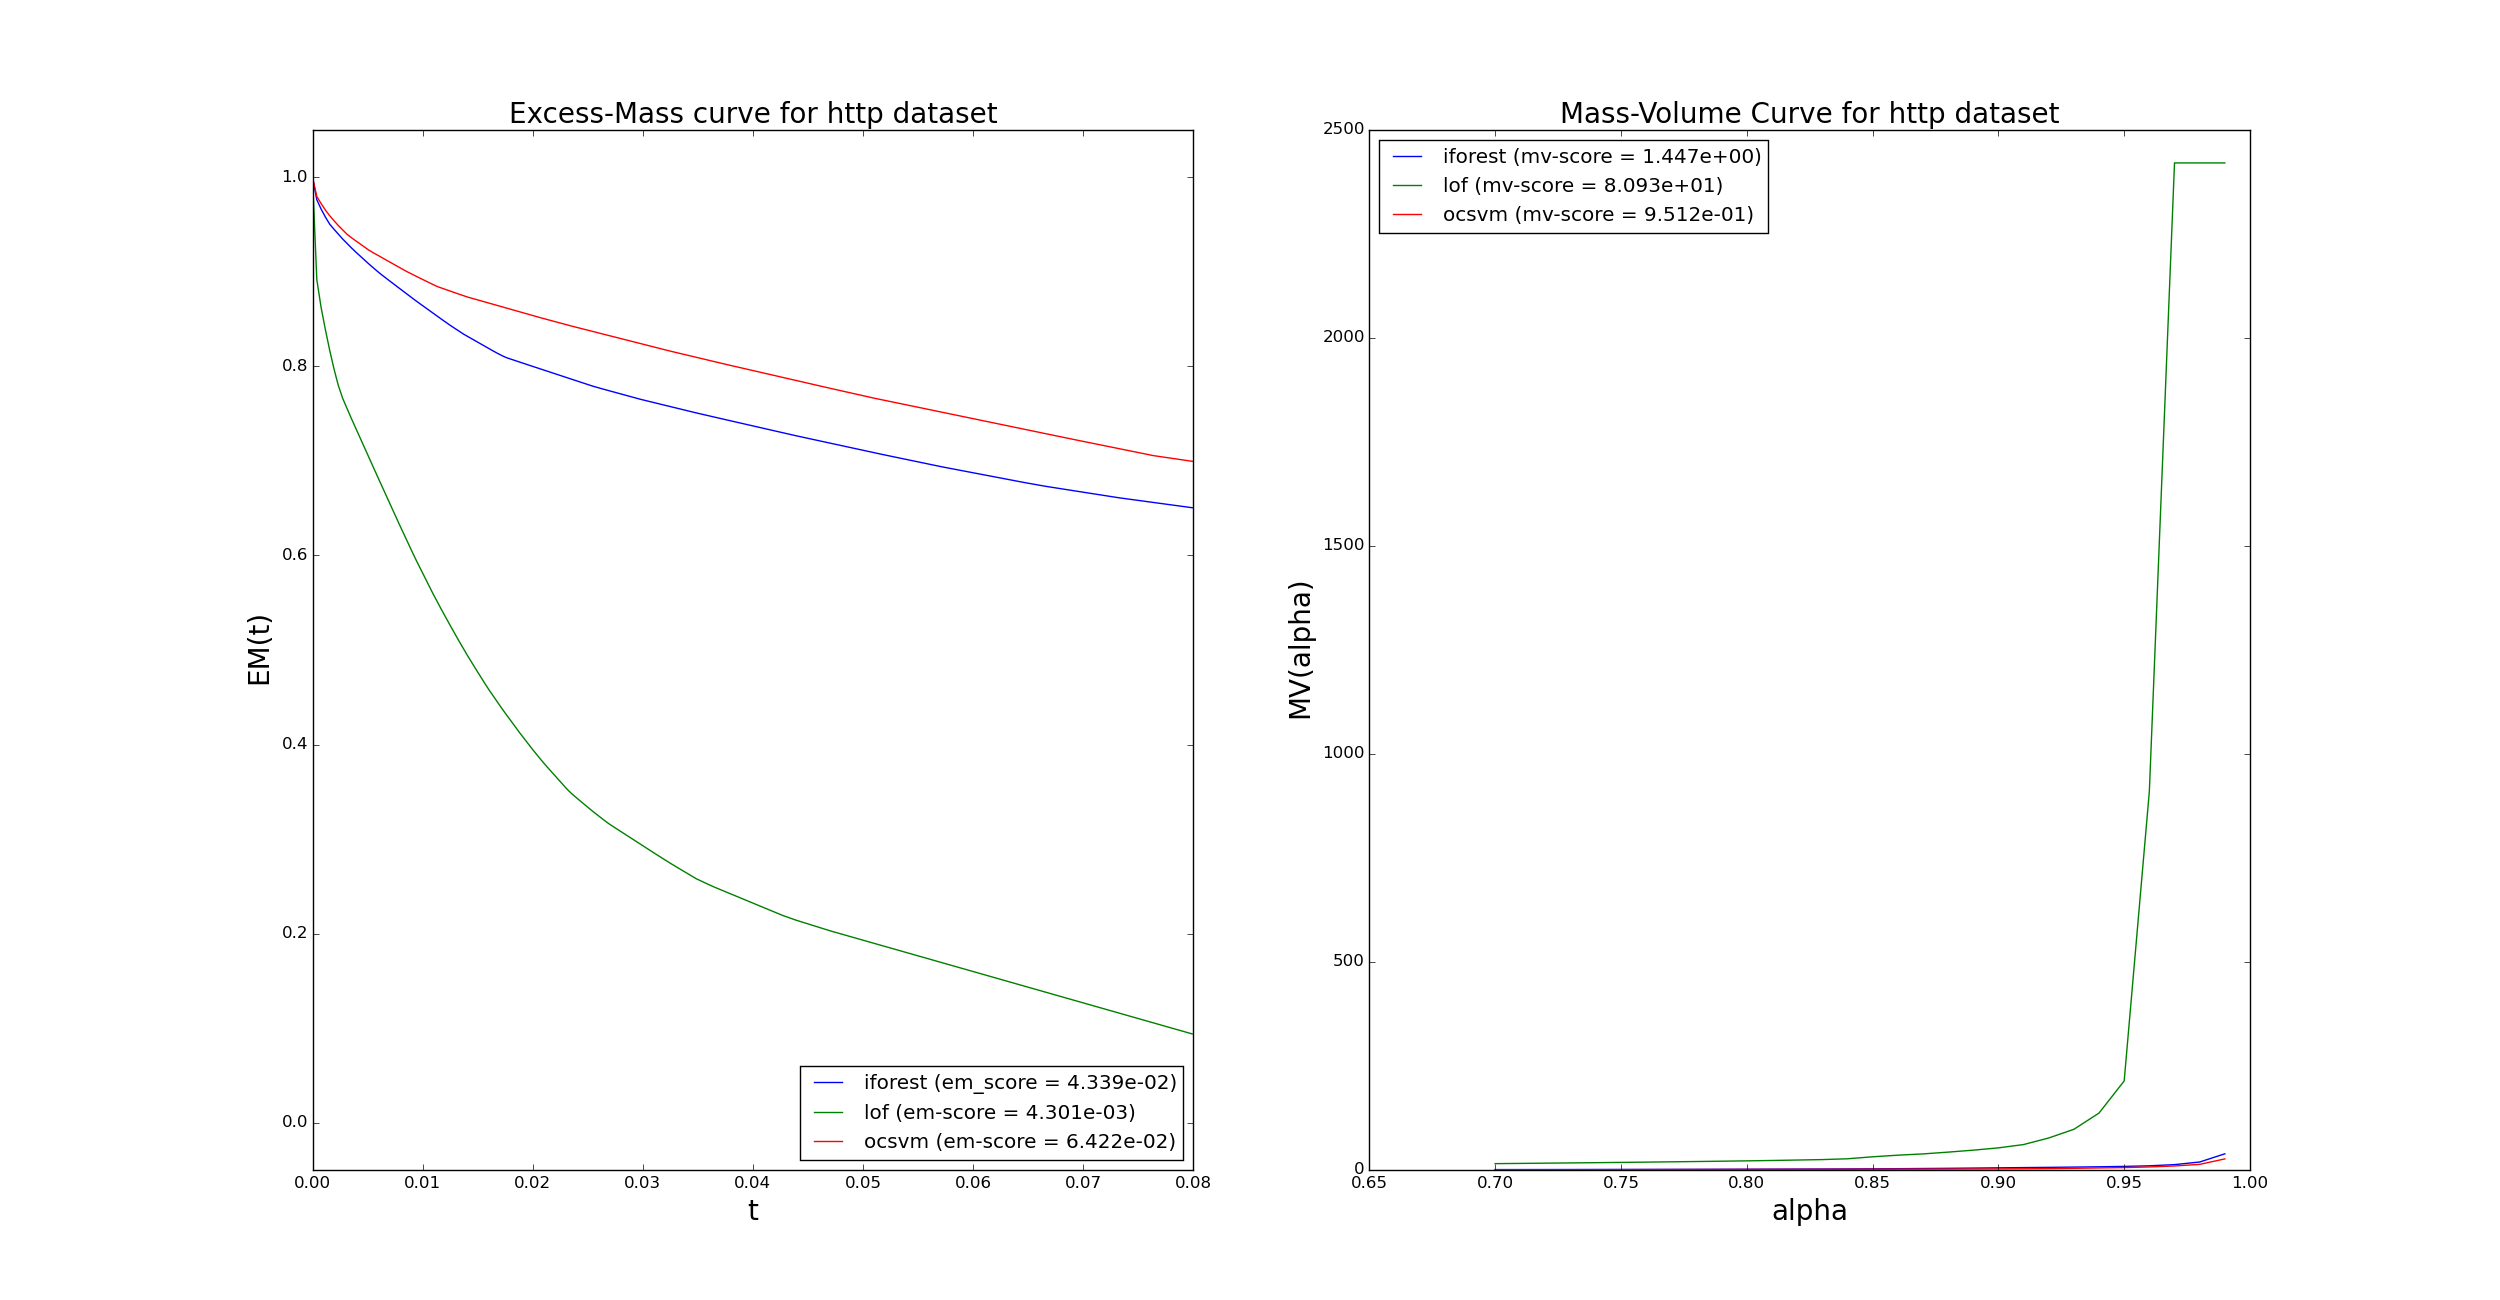 Excess-Mass curve for http dataset
EM(t)
1.0
0.8
0.6
0.4
0.2
0.0
iforest (em_score = 4.339e-02)
lof (em-score = 4.301e-03)
ocsvm (em-score = 6.422e-02)
0.00 0.01 0.02 0.03 0.04 0.05 0.06 0.07 0.08
t
Mass-Volume Curve for http dataset
MV(alpha)
2500
2000
1500
1000
500
0
iforest (mv-score = 1.447e+00)
lof (mv-score = 8.093e+01)
ocsvm (mv-score = 9.512e-01)
0.65 0.70 0.75 0.80 0.85 0.90 0.95 1.00
alpha